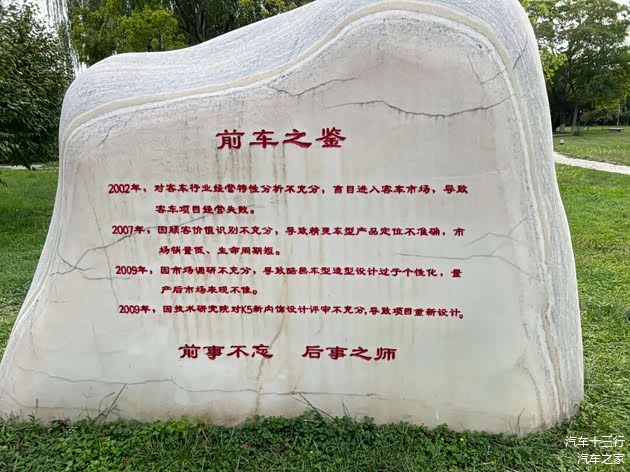 前车之鉴
2002年，对客车行业经营特性分析不充分，盲目进入客车市场，导致
客车项目经营失败。
2007年，因顾客价值识别不充分，导致精灵车型产品定位不准确，市
场销量低、生命周期短。
2009年，因市场调研不充分，导致酷熊车型造型设计过于个性化，量
产后市场表现不佳。
2009年，因技术研究院对K5新内饰设计评审不充分，导致项目重新设计。
前事不忘 后事之师
汽车十三行
汽车之家